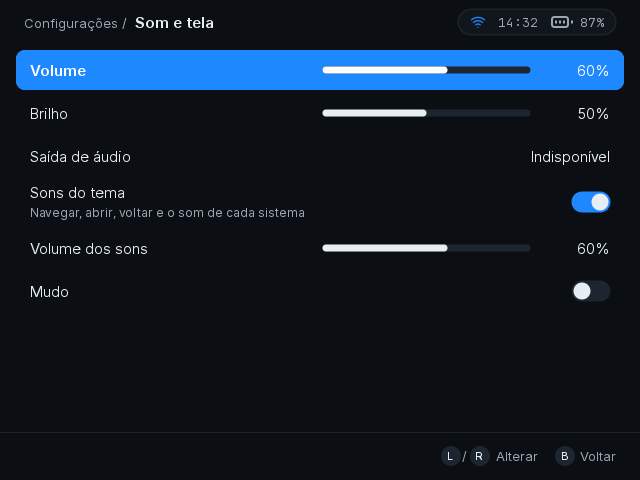 Configurações / Som e tela 14:32 87%
Volume 60%
Brilho 50%
Saída de áudio Indisponível
Sons do tema
Navegar, abrir, voltar e o som de cada sistema
Volume dos sons 60%
Mudo
L / R Alterar B Voltar